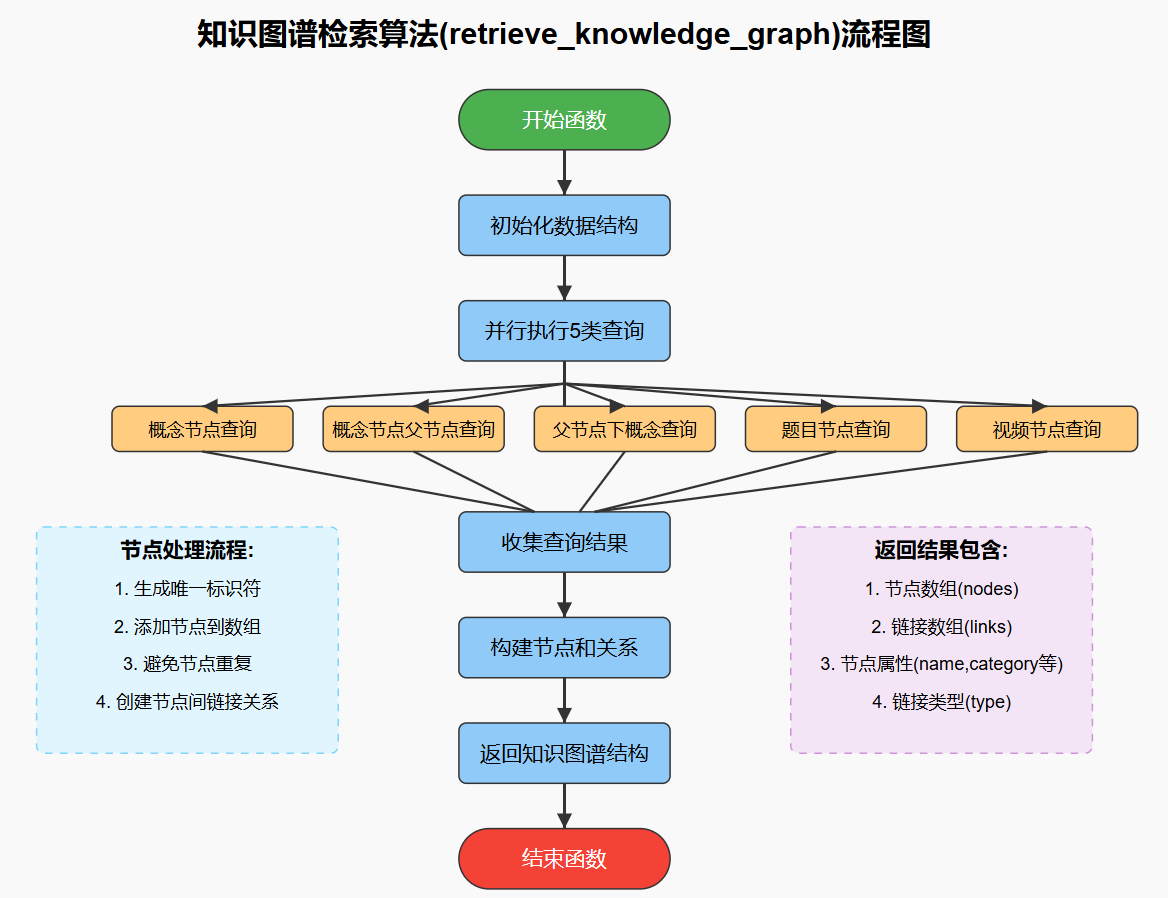 知识图谱检索算法(retrieve_knowledge_graph)流程图
开始函数
初始化数据结构
并行执行5类查询
概念节点查询
概念节点父节点查询
父节点下概念查询
题目节点查询
视频节点查询
收集查询结果
构建节点和关系
返回知识图谱结构
结束函数
节点处理流程:
1. 生成唯一标识符
2. 添加节点到数组
3. 避免节点重复
4. 创建节点间链接关系
返回结果包含:
1. 节点数组(nodes)
2. 链接数组(links)
3. 节点属性(name,category等)
4. 链接类型(type)